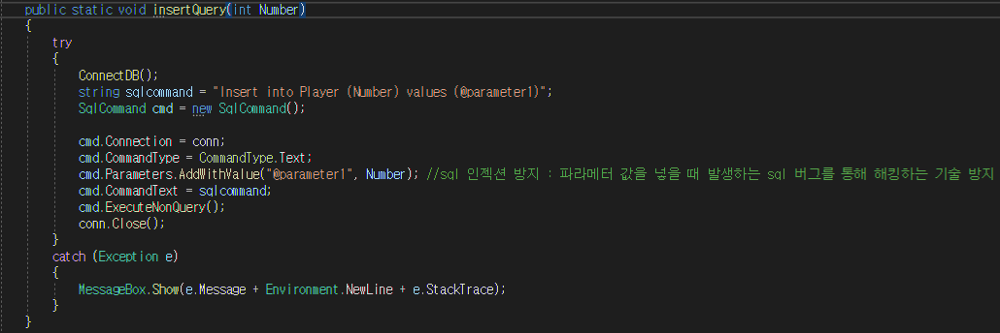 public static void insertQuery(int Number)
{
try
{
ConnectDB();
string sqlcommand = "Insert into Player (Number) values (@parameter1)";
SqlCommand cmd = new SqlCommand();
cmd.Connection = conn;
cmd.CommandType = CommandType.Text;
cmd.Parameters.AddWithValue("@parameter1", Number); //sql 인젝션 방지 : 파라메터 값을 넣을 때 발생하는 sql 버그를 통해 해킹하는 기술 방지
cmd.CommandText = sqlcommand;
cmd.ExecuteNonQuery();
conn.Close();
}
catch (Exception e)
{
MessageBox.Show(e.Message + Environment.NewLine + e.StackTrace);
}
}